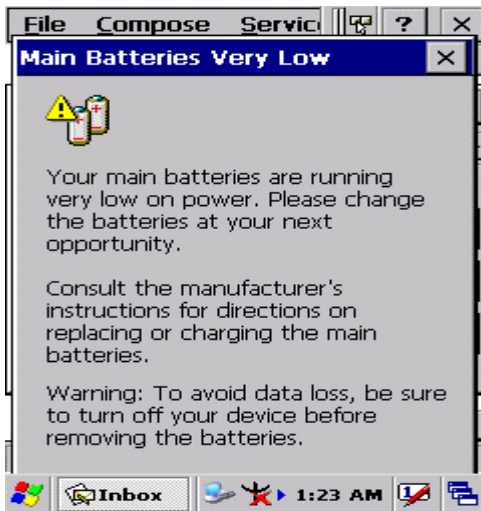 File Compose Servic ? ×
Main Batteries Very Low ×
Your main batteries are running
very low on power. Please change
the batteries at your next
opportunity.
Consult the manufacturer's
instructions for directions on
replacing or charging the main
batteries.
Warning: To avoid data loss, be sure
to turn off your device before
removing the batteries.
Inbox 1:23 AM